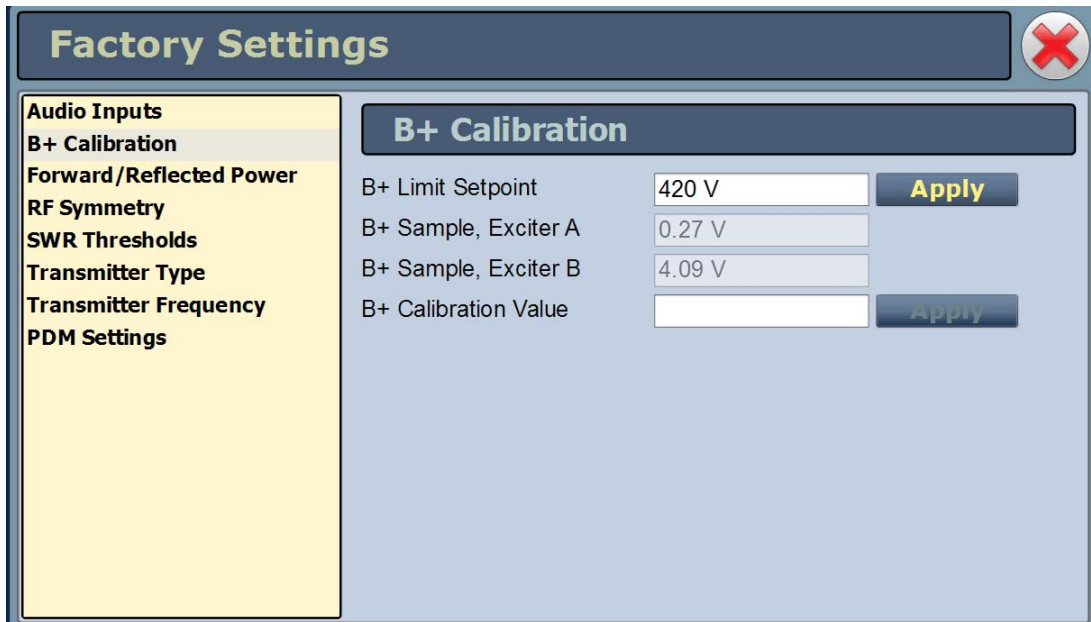 Factory Settings
Audio Inputs
B+ Calibration
Forward/Reflected Power
RF Symmetry
SWR Thresholds
Transmitter Type
Transmitter Frequency
PDM Settings
B+ Calibration
B+ Limit Setpoint 420 V Apply
B+ Sample, Exciter A 0.27 V
B+ Sample, Exciter B 4.09 V
B+ Calibration Value Apply